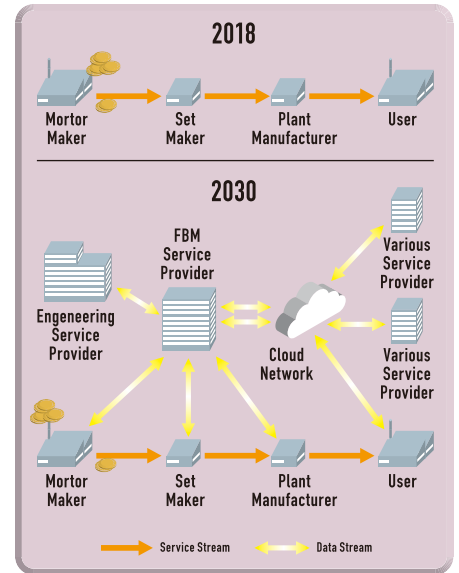 2018
Mortor
Maker
Set
Maker
Plant
Manufacturer
User
2030
Engeneering
Service
Provider
FBM
Service
Provider
Cloud
Network
Various
Service
Provider
Various
Service
Provider
Mortor
Maker
Set
Maker
Plant
Manufacturer
User
Service Stream
Data Stream